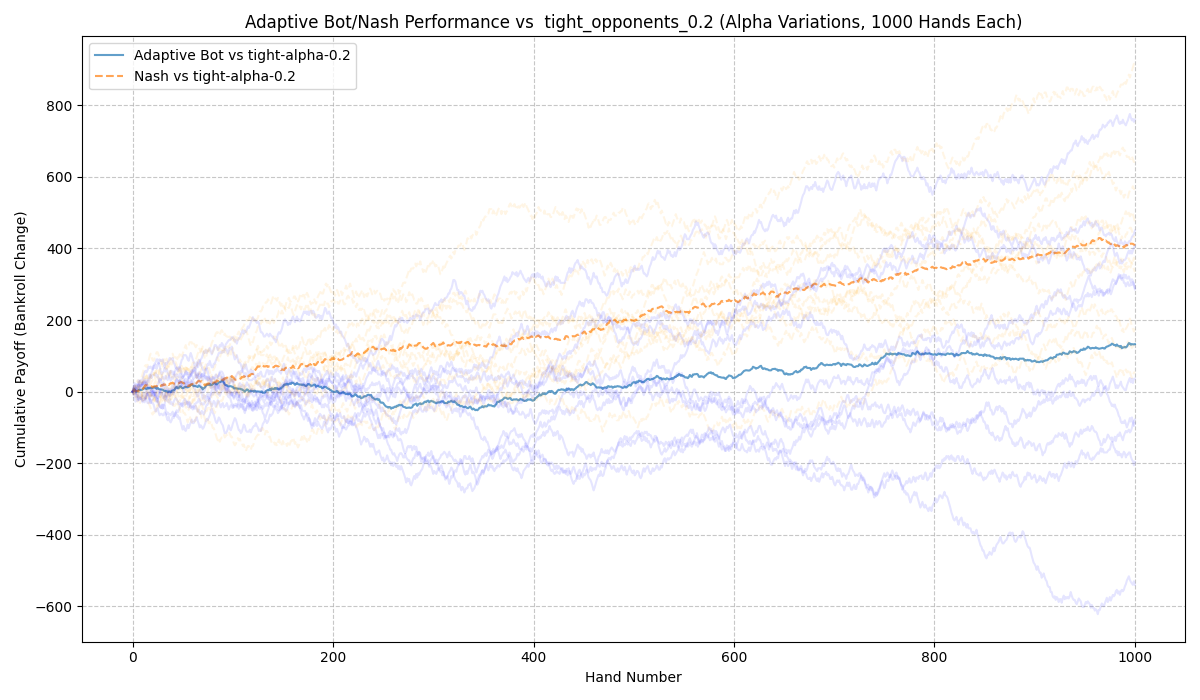 Adaptive Bot/Nash Performance vs  tight_opponents_0.2 (Alpha Variations, 1000 Hands Each)
Adaptive Bot vs tight-alpha-0.2
Nash vs tight-alpha-0.2
Cumulative Payoff (Bankroll Change)
800
600
400
200
0
−200
−400
−600
0 200 400 600 800 1000
Hand Number